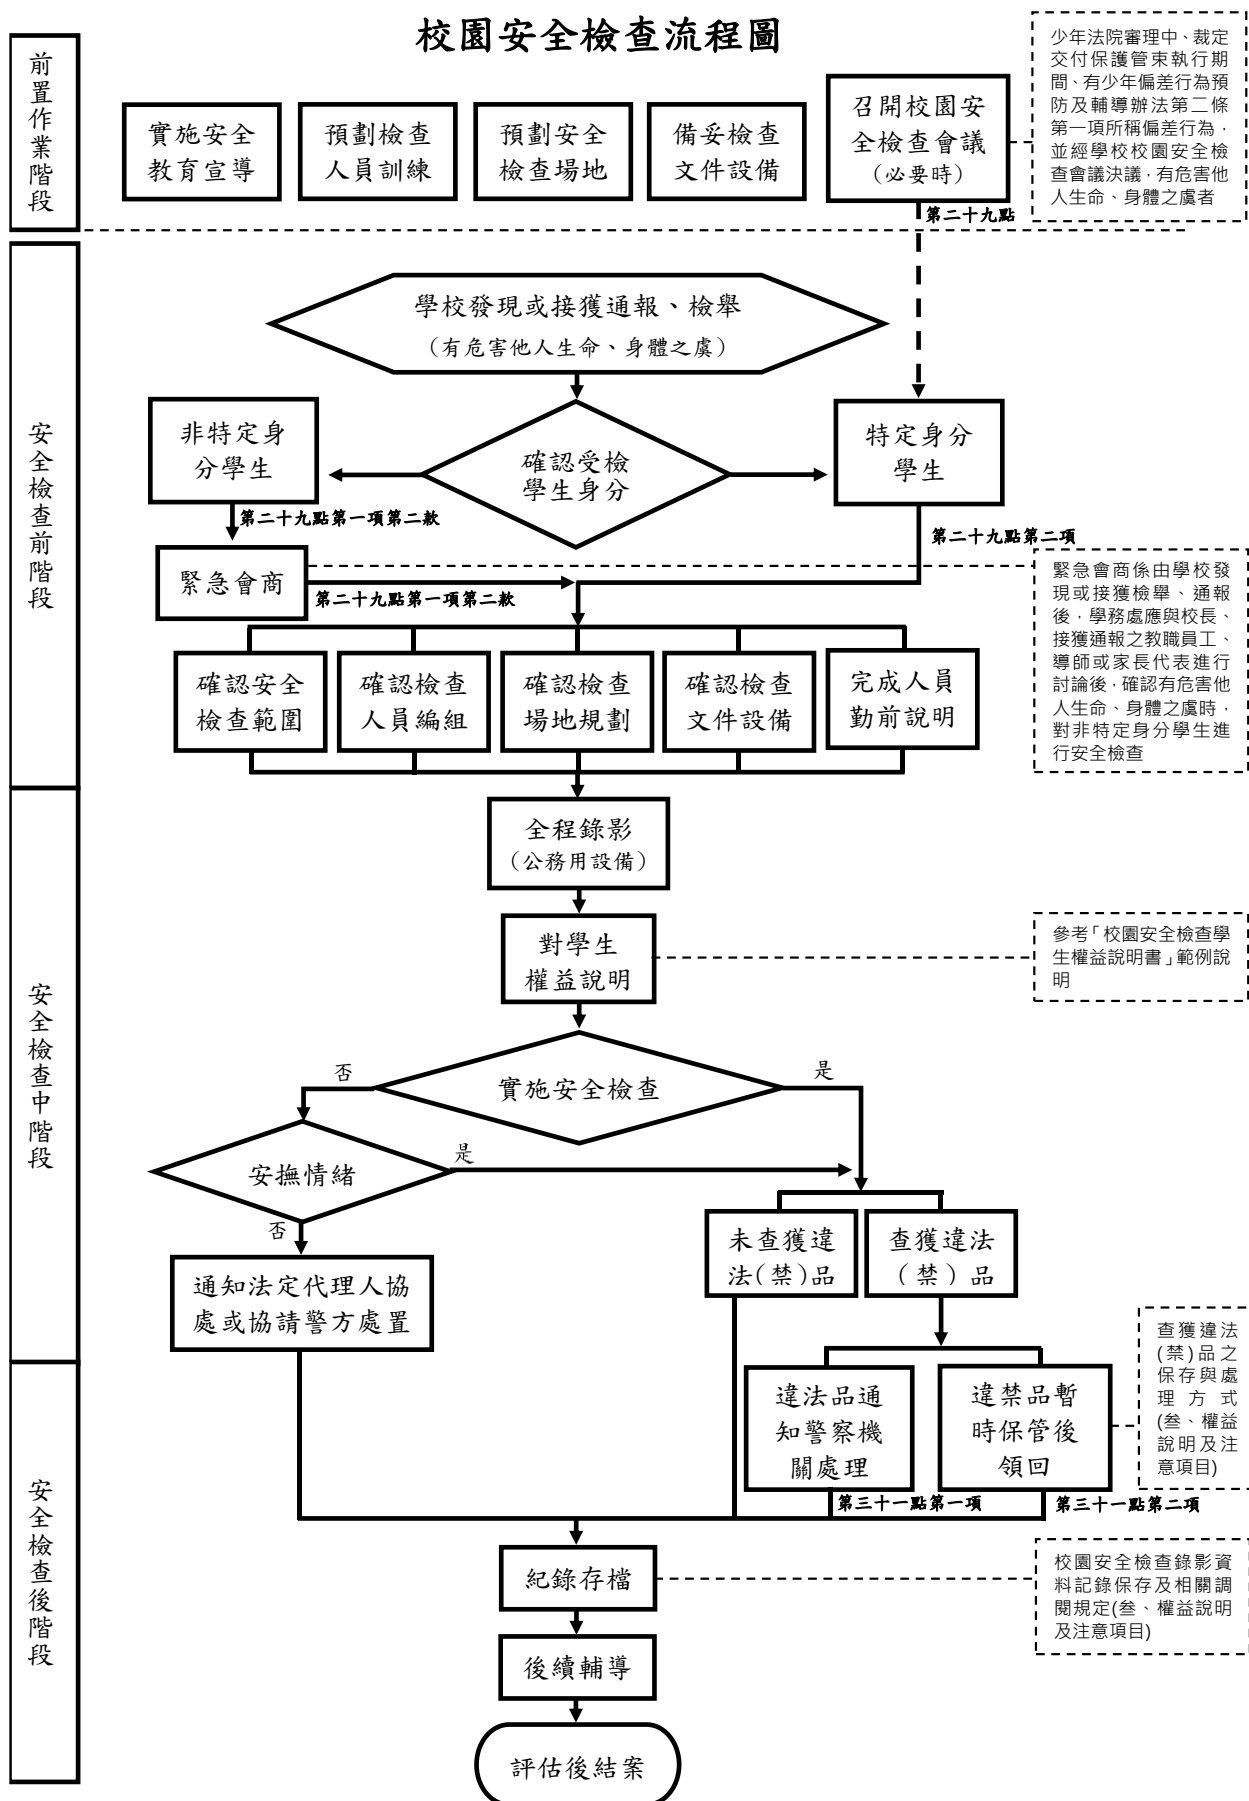 校園安全檢查流程圖
前置作業階段
實施安全
教育宣導
預劃檢查
人員訓練
預劃安全
檢查場地
備妥檢查
文件設備
召開校園安
全檢查會議
(必要時)
少年法院審理中、裁定
交付保護管束執行期
間、有少年偏差行為預
防及輔導辦法第二條
第一項所稱偏差行為，
並經學校校園安全檢
查會議決議，有危害他
人生命、身體之虞者
第二十九點
安全檢查前階段
學校發現或接獲通報、檢舉
(有危害他人生命、身體之虞)
非特定身
分學生
確認受檢
學生身分
特定身分
學生
第二十九點第一項第二款
第二十九點第二項
緊急會商
第二十九點第一項第二款
緊急會商係由學校發
現或接獲檢舉、通報
後，學務處應與校長、
接獲通報之教職員工、
導師或家長代表進行
討論後，確認有危害他
人生命、身體之虞時，
對非特定身分學生進
行安全檢查
確認安全
檢查範圍
確認檢查
人員編組
確認檢查
場地規劃
確認檢查
文件設備
完成人員
勤前說明
安全檢查中階段
全程錄影
(公務用設備)
對學生
權益說明
參考「校園安全檢查學
生權益說明書」範例說
明
實施安全檢查
否
是
安撫情緒
是
否
通知法定代理人協
處或協請警方處置
未查獲違
法(禁)品
查獲違法
(禁)品
查獲違法
(禁)品之
保存與處
理方式
(叁、權益
說明及注
意項目)
安全檢查後階段
違法品通
知警察機
關處理
違禁品暫
時保管後
領回
第三十一點第一項
第三十一點第二項
紀錄存檔
校園安全檢查錄影資
料記錄保存及相關調
閱規定(叁、權益說明
及注意項目)
後續輔導
評估後結案